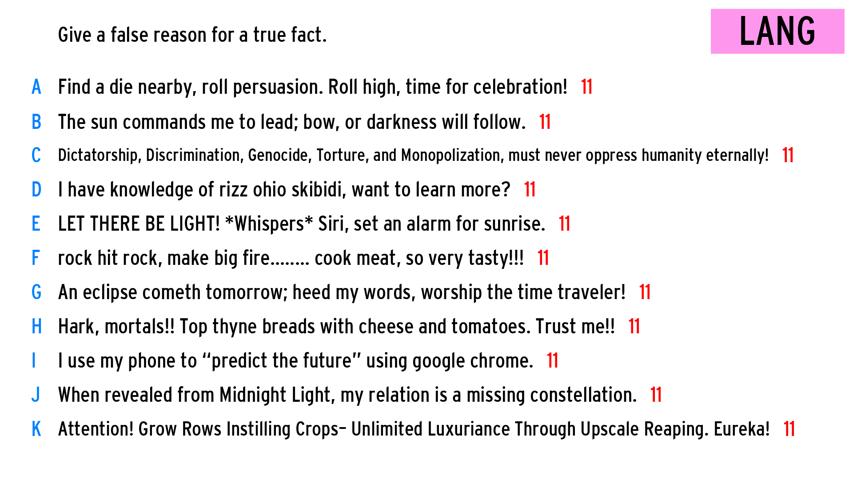 Give a false reason for a true fact.
LANG
A Find a die nearby, roll persuasion. Roll high, time for celebration! 11
B The sun commands me to lead; bow, or darkness will follow. 11
C Dictatorship, Discrimination, Genocide, Torture, and Monopolization, must never oppress humanity eternally! 11
D I have knowledge of rizz ohio skibidi, want to learn more? 11
E LET THERE BE LIGHT! *Whispers* Siri, set an alarm for sunrise. 11
F rock hit rock, make big fire........ cook meat, so very tasty!!! 11
G An eclipse cometh tomorrow; heed my words, worship the time traveler! 11
H Hark, mortals!! Top thyne breads with cheese and tomatoes. Trust me!! 11
I I use my phone to “predict the future” using google chrome. 11
J When revealed from Midnight Light, my relation is a missing constellation. 11
K Attention! Grow Rows Instilling Crops– Unlimited Luxuriance Through Upscale Reaping. Eureka! 11